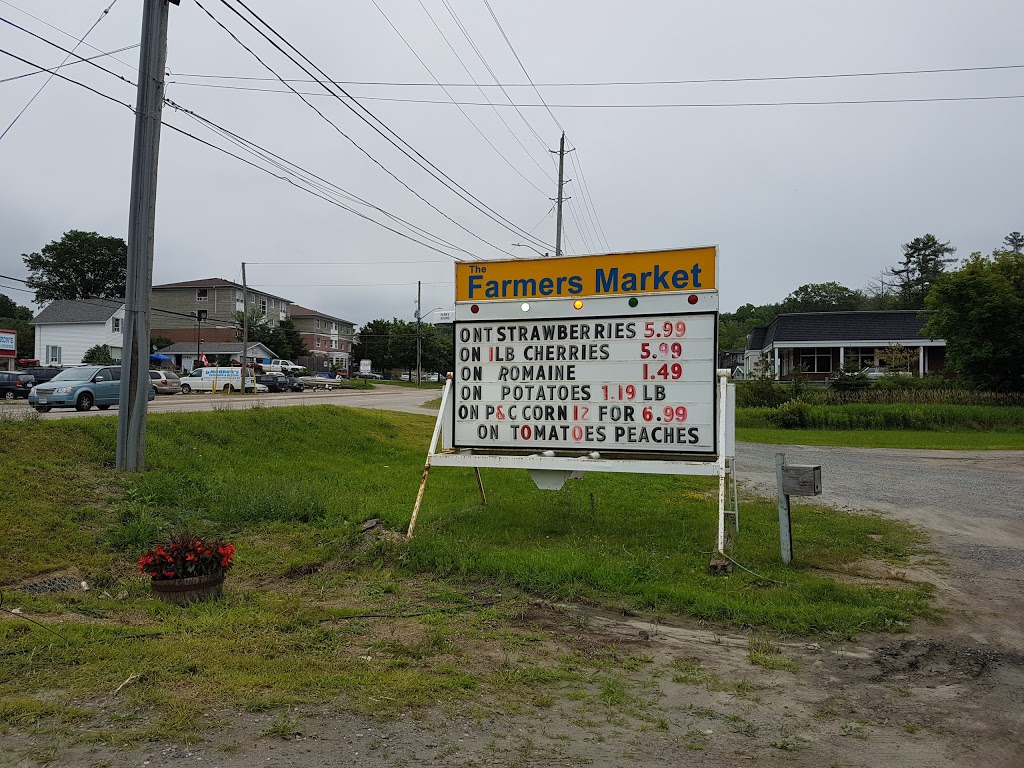 The
Farmers Market
ONT STRAWBERRIES 5.99
ON 1LB CHERRIES 5.99
ON ROMAINE 1.49
ON POTATOES 1.19 LB
ON P&C CORN 12 FOR 6.99
ON TOMATOES PEACHES